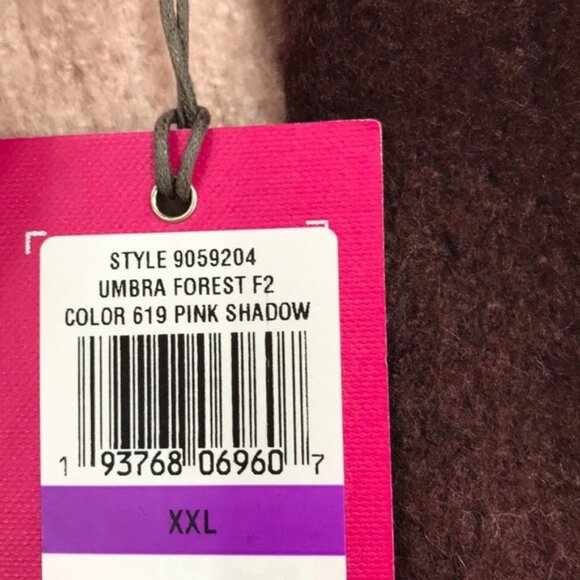 STYLE 9059204
UMBRA FOREST F2
COLOR 619 PINK SHADOW
1 93768 06960 7
XXL